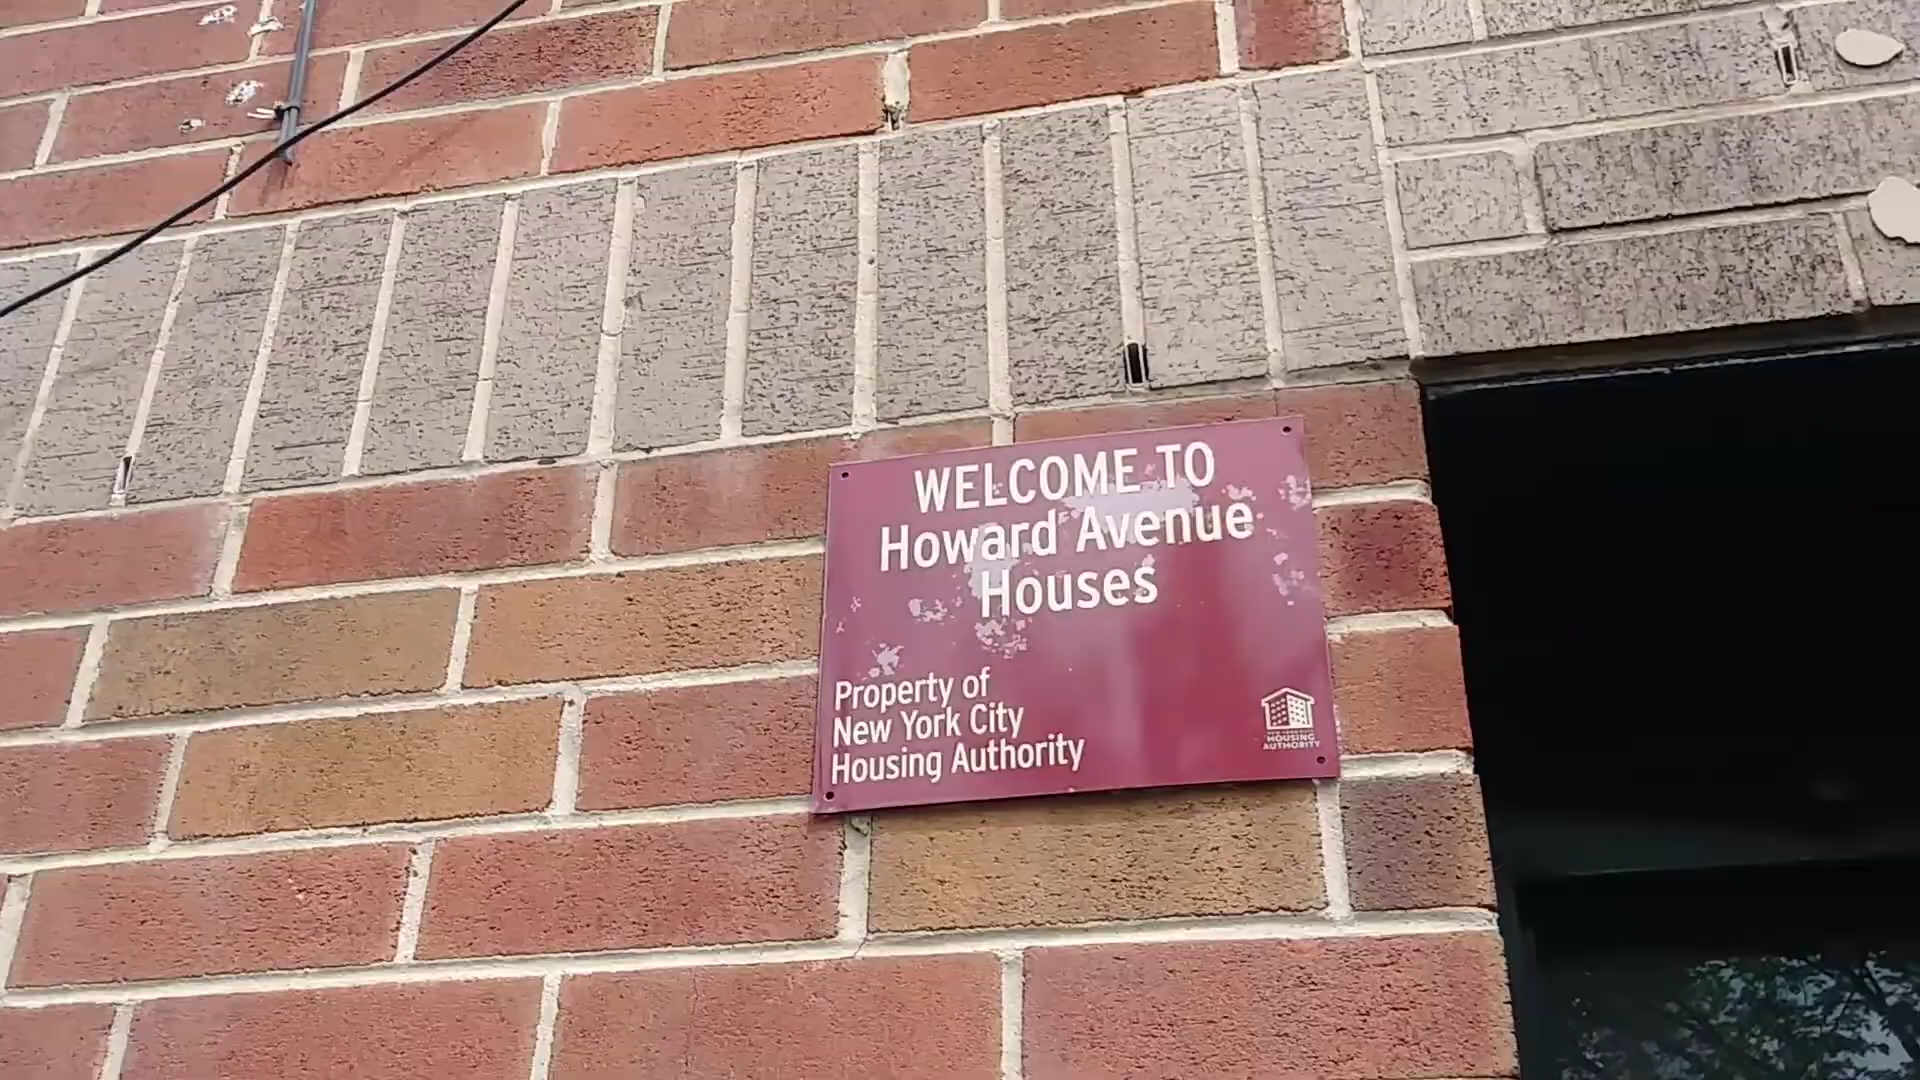 WELCOME TO
Howard Avenue
Houses
Property of
New York City
Housing Authority
HOUSING
AUTHORITY